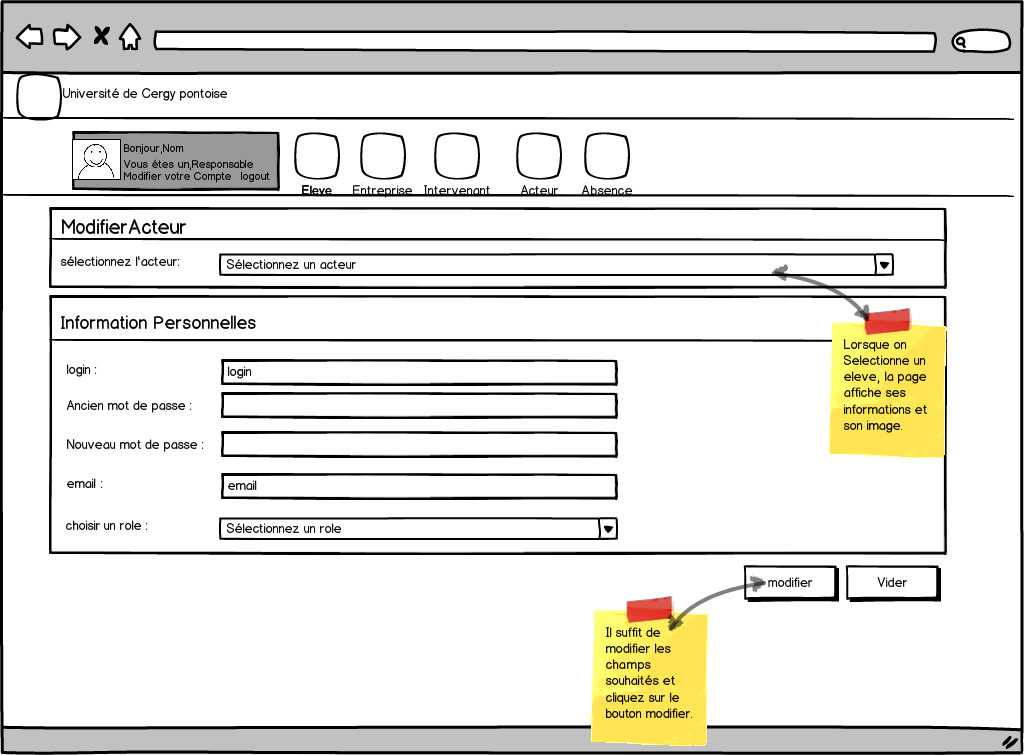 Université de Cergy pontoise
Bonjour,Nom
Vous étes un,Responsable
Modifier votre Compte logout
Eleve Entreprise Intervenant Acteur Absence
ModifierActeur
sélectionnez l'acteur:
Sélectionnez un acteur
Information Personnelles
login :
login
Ancien mot de passe :
Nouveau mot de passe :
email :
email
choisir un role :
Sélectionnez un role
Lorsque on
Selectionne un
eleve, la page
affiche ses
informations et
son image.
modifier
Vider
Il suffit de
modifier les
champs
souhaités et
cliquez sur le
bouton modifier.